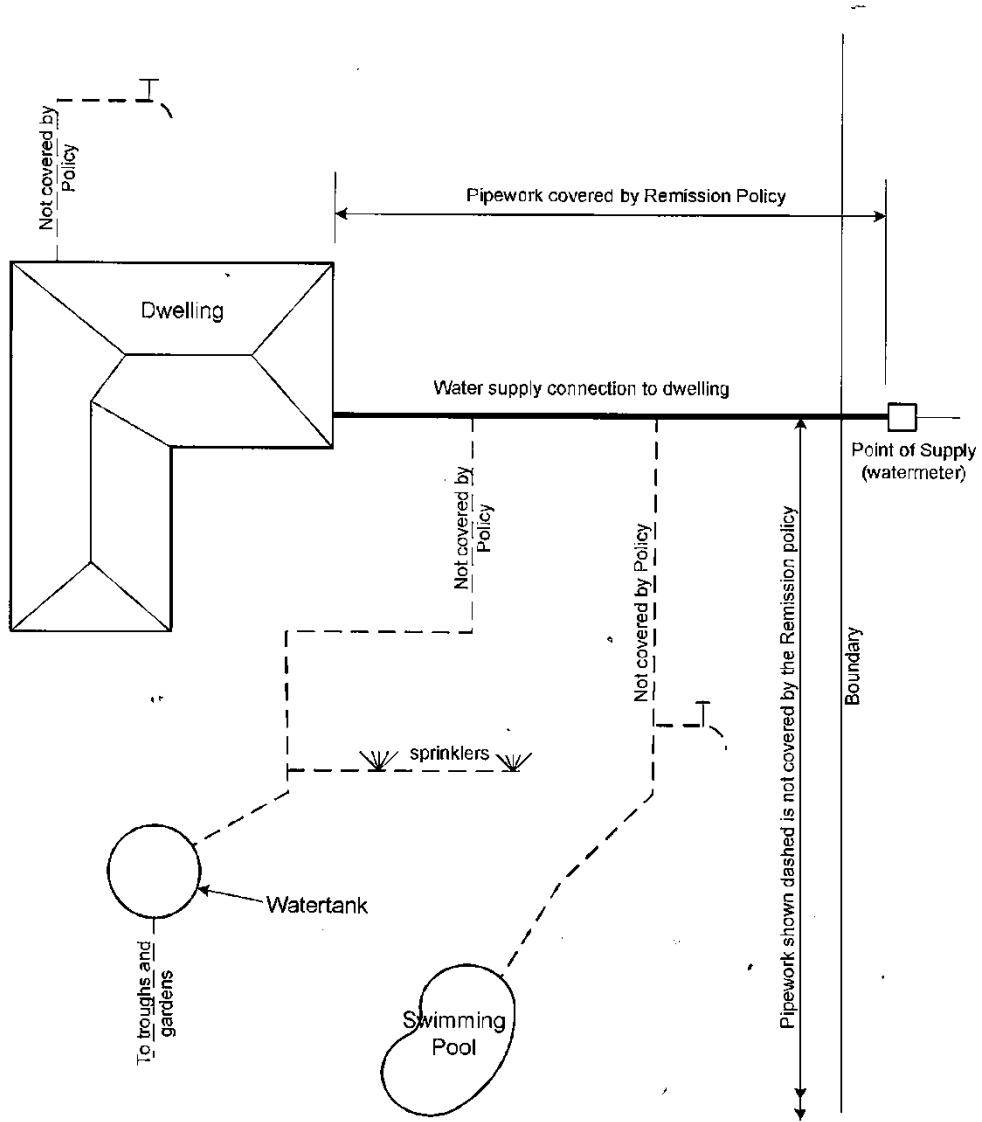 Not covered by
Policy
Pipework covered by Remission Policy
Dwelling
Water supply connection to dwelling
Point of Supply
(watermeter)
Not covered by
Policy
Not covered by Policy
Pipework shown dashed is not covered by the Remission policy
Boundary
sprinklers
Watertank
To troughs and
gardens
Swimming
Pool